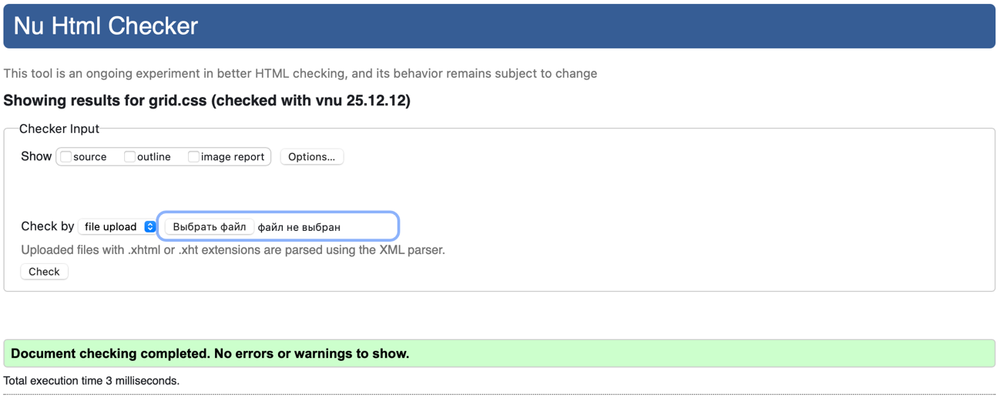 Nu Html Checker
This tool is an ongoing experiment in better HTML checking, and its behavior remains subject to change
Showing results for grid.css (checked with vnu 25.12.12)
Checker Input
Show source outline image report Options...
Check by file upload Выбрать файл файл не выбран
Uploaded files with .xhtml or .xht extensions are parsed using the XML parser.
Check
Document checking completed. No errors or warnings to show.
Total execution time 3 milliseconds.